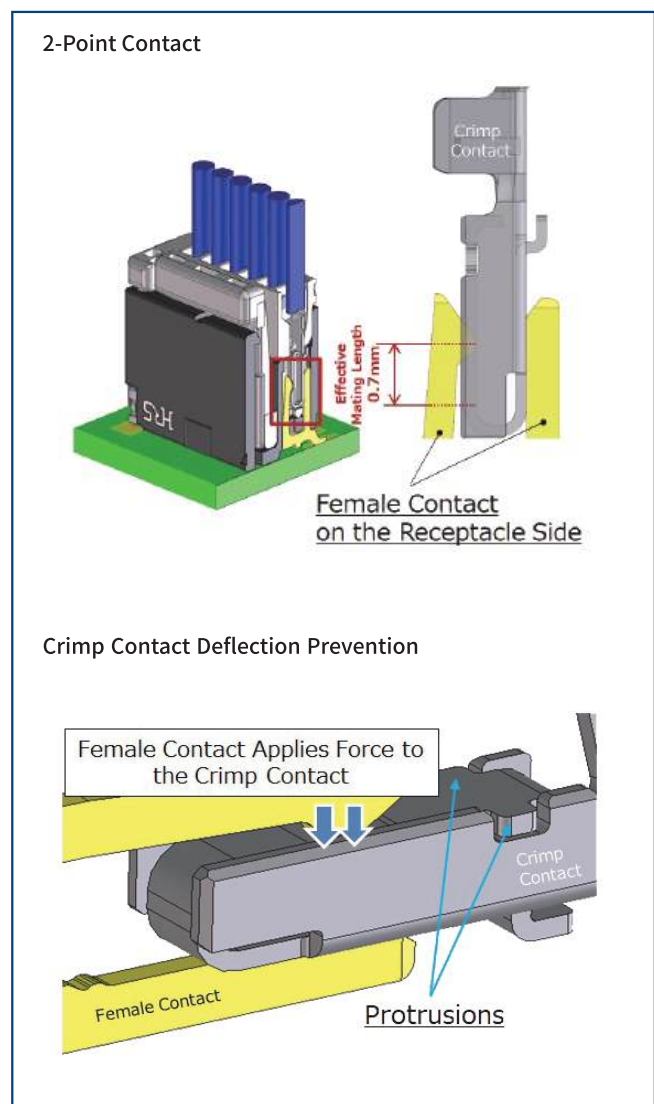 2-Point Contact
Crimp
Contact
HRS
Effective
Mating Length
0.7mm
Female Contact
on the Receptacle Side
Crimp Contact Deflection Prevention
Female Contact Applies Force to
the Crimp Contact
Crimp
Contact
Female Contact
Protrusions